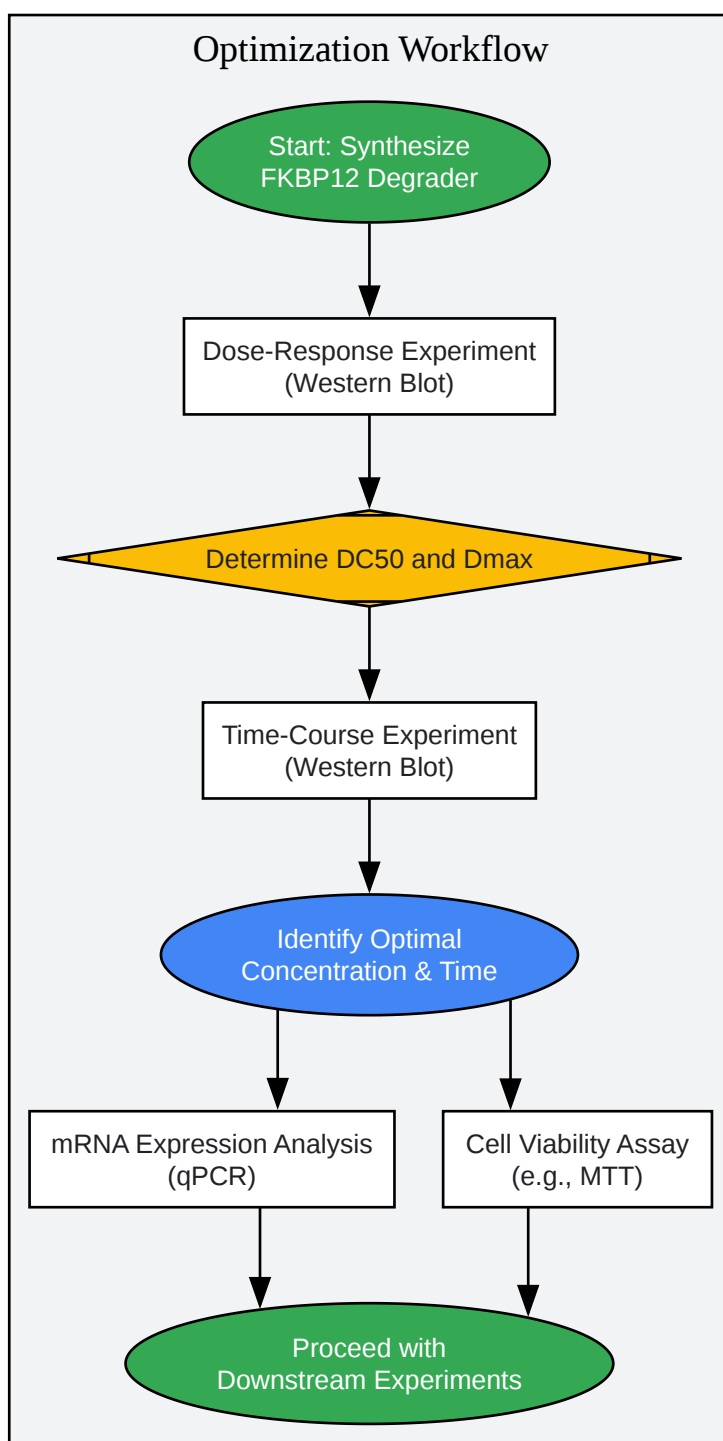 Optimization Workflow
Start: Synthesize
FKBP12 Degrader
Dose-Response Experiment
(Western Blot)
Determine DC50 and Dmax
Time-Course Experiment
(Western Blot)
Identify Optimal
Concentration & Time
mRNA Expression Analysis
(qPCR)
Cell Viability Assay
(e.g., MTT)
Proceed with
Downstream Experiments